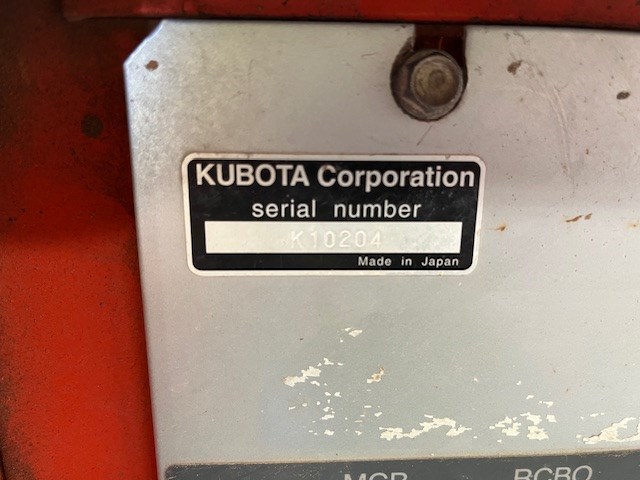 KUBOTA Corporation
serial number
K10204
Made in Japan
MCB RCBO